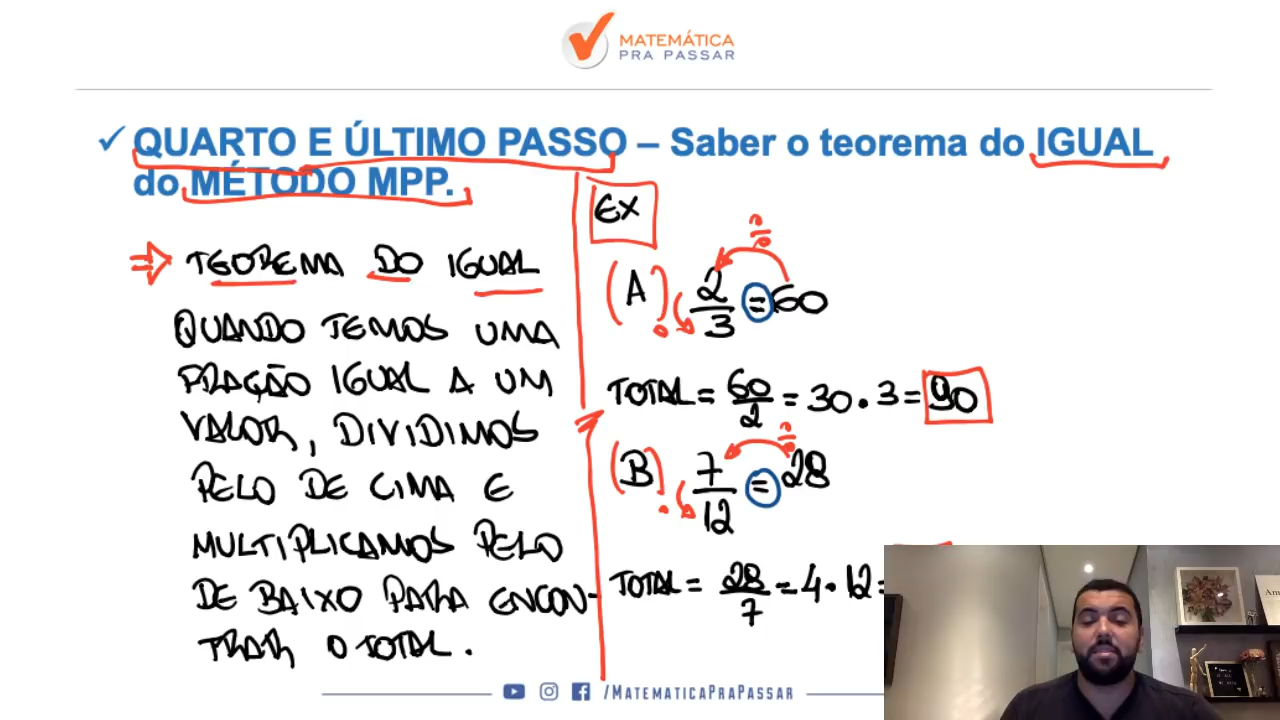 MATEMÁTICA
PRA PASSAR
✓ QUARTO E ÚLTIMO PASSO – Saber o teorema do IGUAL
do MÉTODO MPP.
⇒ TEOREMA DO IGUAL
QUANDO TEMOS UMA
FRAÇÃO IGUAL A UM
VALOR, DIVIDIMOS
PELO DE CIMA E
MULTIPLICAMOS PELO
DE BAIXO PARA ENCON-
TRAR O TOTAL.
EX
(A) 2/3 = 60
TOTAL = 60/2 = 30 • 3 = 90
(B) 7/12 = 28
TOTAL = 28/7 = 4 • 12 =
/MATEMATICAPRAPASSAR